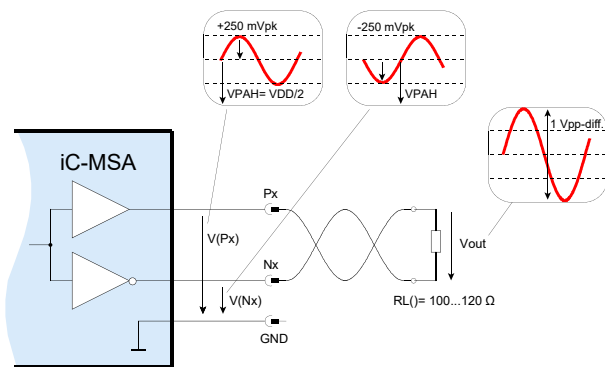 +250 mVpk
VPAH= VDD/2
-250 mVpk
VPAH
1 Vpp-diff.
iC-MSA
Px
V(Px)
Nx
V(Nx)
GND
Vout
RL()= 100...120 Ω